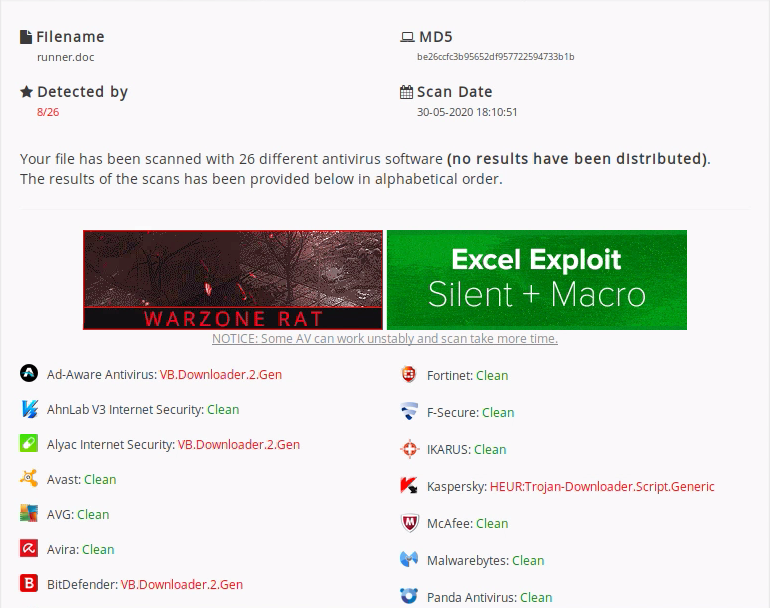 Filename
runner.doc
MD5
be26ccfc3b95652df957722594733b1b
Detected by
8/26
Scan Date
30-05-2020 18:10:51
Your file has been scanned with 26 different antivirus software (no results have been distributed).
The results of the scans has been provided below in alphabetical order.
WARZONE RAT
Excel Exploit
Silent + Macro
NOTICE: Some AV can work unstably and scan take more time.
Ad-Aware Antivirus: VB.Downloader.2.Gen
AhnLab V3 Internet Security: Clean
Alyac Internet Security: VB.Downloader.2.Gen
Avast: Clean
AVG: Clean
Avira: Clean
BitDefender: VB.Downloader.2.Gen
Fortinet: Clean
F-Secure: Clean
IKARUS: Clean
Kaspersky: HEUR:Trojan-Downloader.Script.Generic
McAfee: Clean
Malwarebytes: Clean
Panda Antivirus: Clean